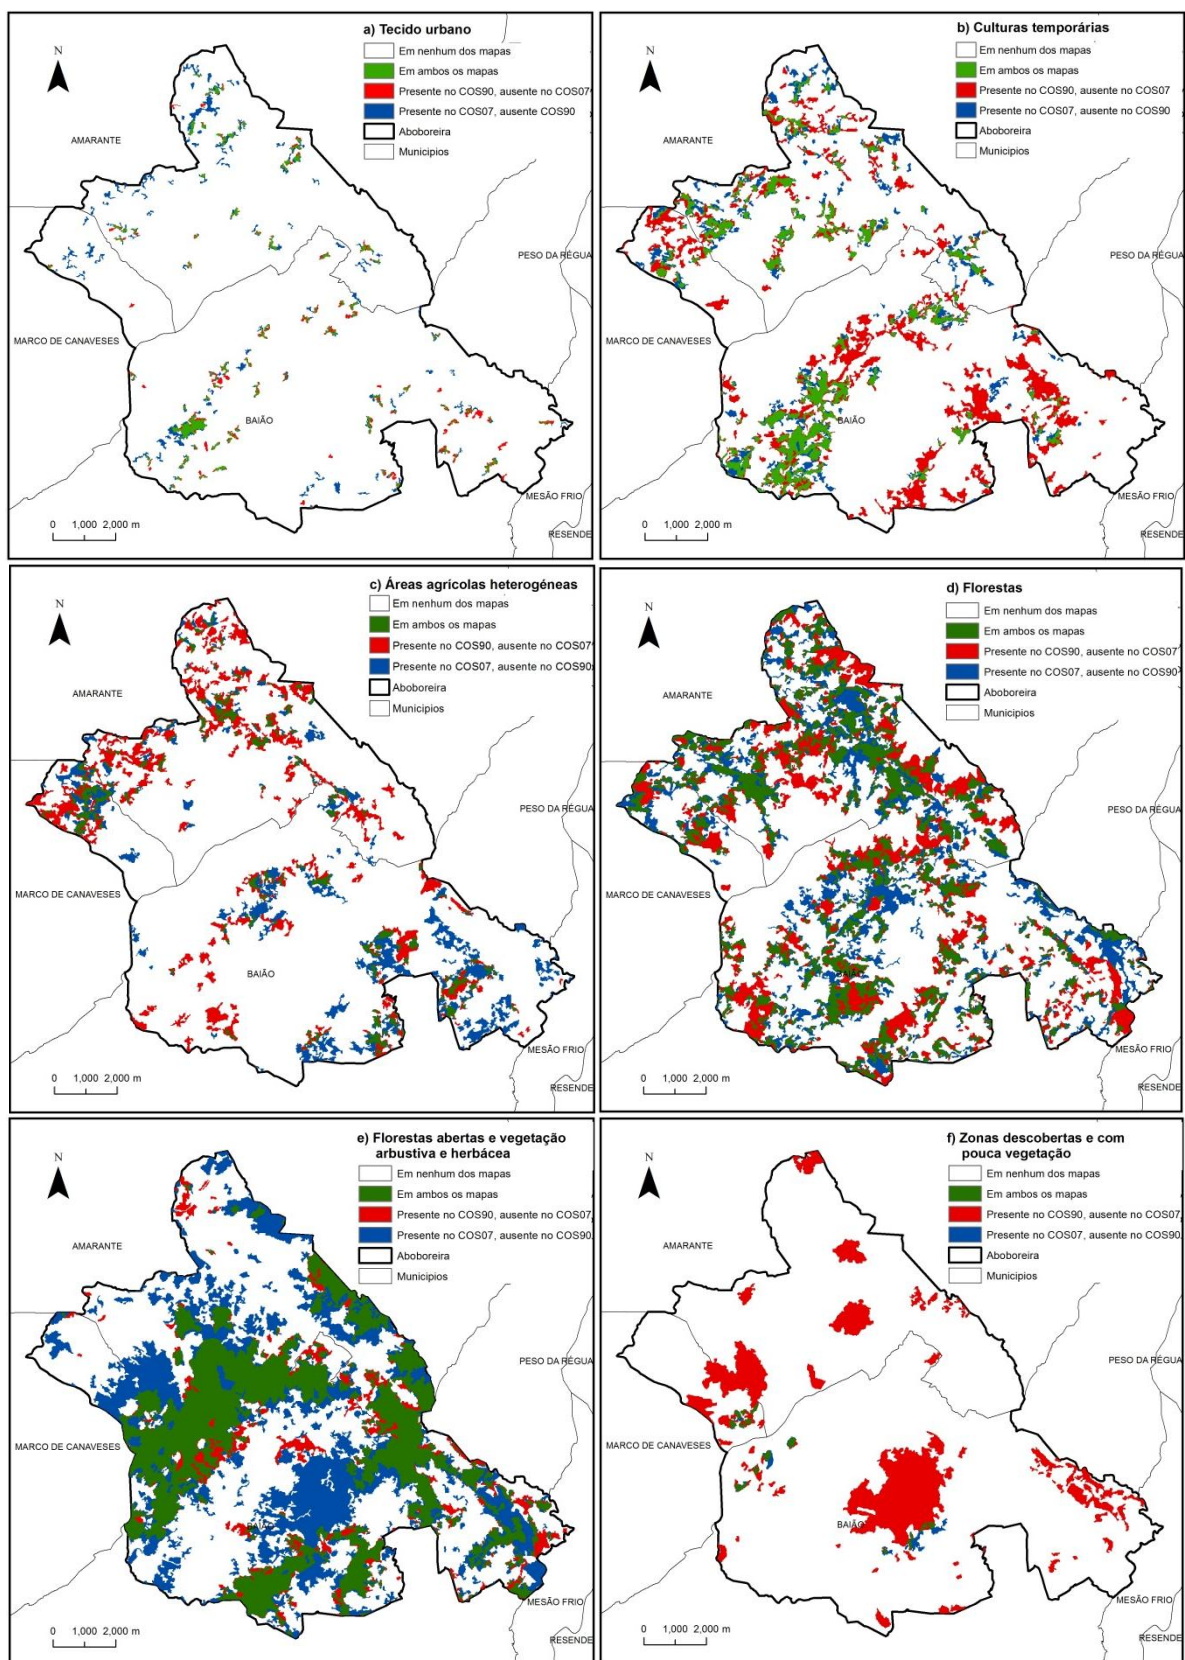 a) Tecido urbano
N
Em nenhum dos mapas
Em ambos os mapas
Presente no COS90, ausente no COS07
Presente no COS07, ausente COS90
Aboboreira
Municipios
AMARANTE
PESO DA RÉGUA
MARCO DE CANAVESES
BAIÃO
MESÃO FRIO
RESENDE
0 1,000 2,000 m
b) Culturas temporárias
N
Em nenhum dos mapas
Em ambos os mapas
Presente no COS90, ausente no COS07
Presente no COS07, ausente no COS90
Aboboreira
Municipios
AMARANTE
PESO DA RÉGUA
MARCO DE CANAVESES
BAIÃO
MESÃO FRIO
RESENDE
0 1,000 2,000 m
c) Áreas agrícolas heterogéneas
N
Em nenhum dos mapas
Em ambos os mapas
Presente no COS90, ausente no COS07
Presente no COS07, ausente no COS90
Aboboreira
Municipios
AMARANTE
PESO DA RÉGUA
MARCO DE CANAVESES
BAIÃO
MESÃO FRIO
RESENDE
0 1,000 2,000 m
d) Florestas
N
Em nenhum dos mapas
Em ambos os mapas
Presente no COS90, ausente no COS07
Presente no COS07, ausente no COS90
Aboboreira
Municipios
AMARANTE
PESO DA RÉGUA
MARCO DE CANAVESES
BAIÃO
MESÃO FRIO
RESENDE
0 1,000 2,000 m
e) Florestas abertas e vegetação
arbustiva e herbácea
N
Em nenhum dos mapas
Em ambos os mapas
Presente no COS90, ausente no COS07
Presente no COS07, ausente no COS90
Aboboreira
Municipios
AMARANTE
PESO DA RÉGUA
MARCO DE CANAVESES
BAIÃO
MESÃO FRIO
RESENDE
0 1,000 2,000 m
f) Zonas descobertas e com
pouca vegetação
N
Em nenhum dos mapas
Em ambos os mapas
Presente no COS90, ausente no COS07
Presente no COS07, ausente no COS90
Aboboreira
Municipios
AMARANTE
PESO DA RÉGUA
MARCO DE CANAVESES
BAIÃO
MESÃO FRIO
RESENDE
0 1,000 2,000 m